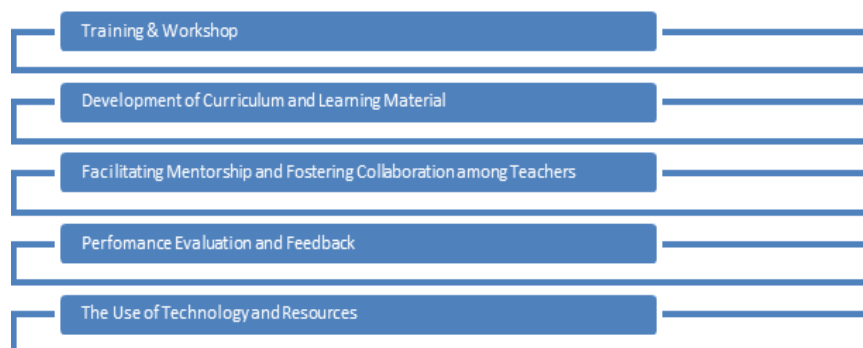 Training & Workshop
Development of Curriculum and Learning Material
Facilitating Mentorship and Fostering Collaboration among Teachers
Perfomance Evaluation and Feedback
The Use of Technology and Resources